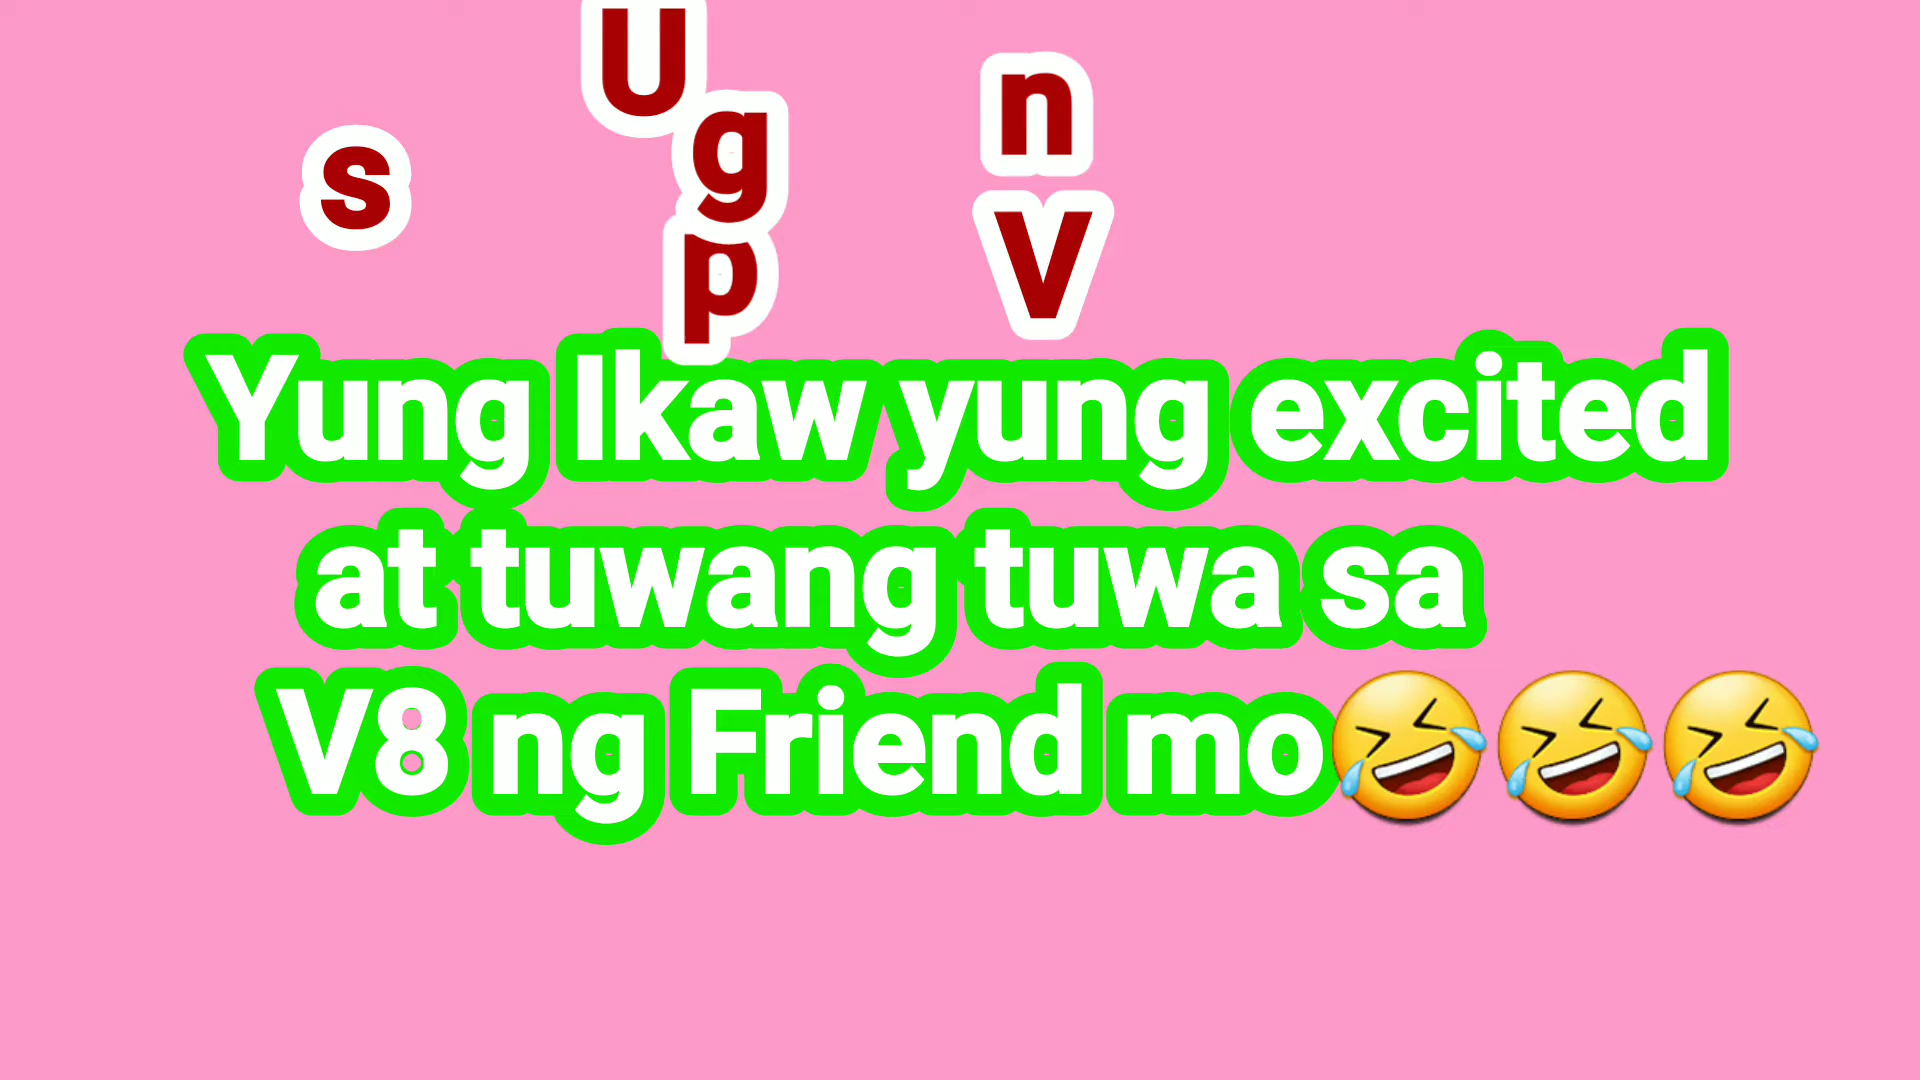 U
n
g
s
V
p
Yung Ikaw yung excited
at tuwang tuwa sa
V8 ng Friend mo🤣🤣🤣